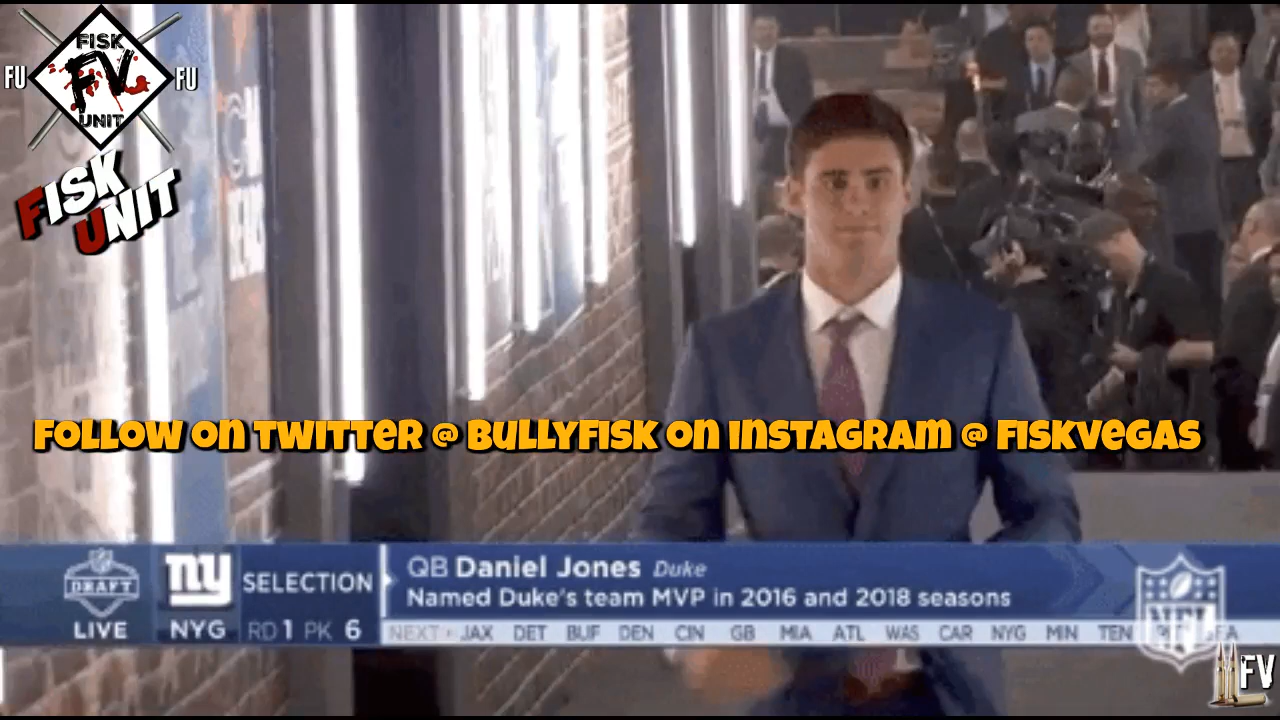 FISK
FU FV FU
UNIT
FISK
UNIT
FOLLOW ON TWITTER @ BULLYFISK ON INSTAGRAM @ FISKVEGAS
QB Daniel Jones Duke
DRAFT ny SELECTION
Named Duke's team MVP in 2016 and 2018 seasons
LIVE NYG RD 1 PK 6 NEXT JAX DET BUF DEN CIN GB MIA ATL WAS CAR NYG MIN TEN
NFL
FV